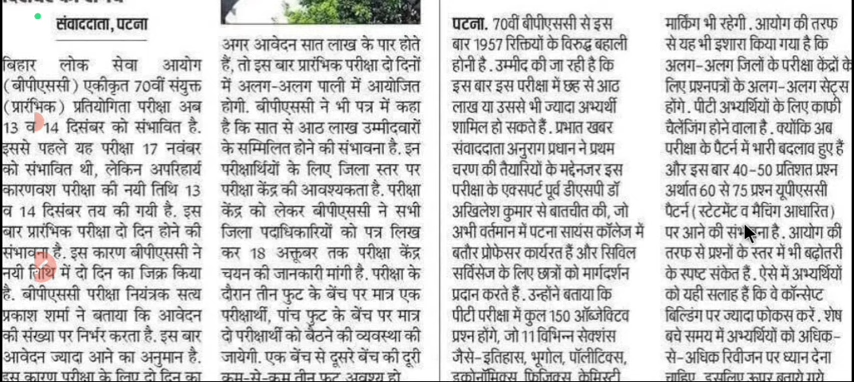 संवाददाता, पटना
बिहार लोक सेवा आयोग
(बीपीएससी) एकीकृत 70वीं संयुक्त
(प्रारंभिक) प्रतियोगिता परीक्षा अब
13 व 14 दिसंबर को संभावित है.
इससे पहले यह परीक्षा 17 नवंबर
को संभावित थी, लेकिन अपरिहार्य
कारणवश परीक्षा की नयी तिथि 13
व 14 दिसंबर तय की गयी है. इस
बार प्रारंभिक परीक्षा दो दिन होने की
संभावना है. इस कारण बीपीएससी ने
नयी तिथि में दो दिन का जिक्र किया
है. बीपीएससी परीक्षा नियंत्रक सत्य
प्रकाश शर्मा ने बताया कि आवेदन
की संख्या पर निर्भर करता है. इस बार
आवेदन ज्यादा आने का अनुमान है.
इस कारण परीक्षा के लिए दो दिन का
अगर आवेदन सात लाख के पार होते
हैं, तो इस बार प्रारंभिक परीक्षा दो दिनों
में अलग-अलग पाली में आयोजित
होगी. बीपीएससी ने भी पत्र में कहा
है कि सात से आठ लाख उम्मीदवारों
के सम्मिलित होने की संभावना है. इन
परीक्षार्थियों के लिए जिला स्तर पर
परीक्षा केंद्र की आवश्यकता है. परीक्षा
केंद्र को लेकर बीपीएससी ने सभी
जिला पदाधिकारियों को पत्र लिख
कर 18 अक्तूबर तक परीक्षा केंद्र
चयन की जानकारी मांगी है. परीक्षा के
दौरान तीन फुट के बेंच पर मात्र एक
परीक्षार्थी, पांच फुट के बेंच पर मात्र
दो परीक्षार्थी को बैठने की व्यवस्था की
जायेगी. एक बेंच से दूसरे बेंच की दूरी
कम-से-कम तीन फुट अवश्य हो
पटना. 70वीं बीपीएससी से इस
बार 1957 रिक्तियों के विरुद्ध बहाली
होनी है. उम्मीद की जा रही है कि
इस बार इस परीक्षा में छह से आठ
लाख या उससे भी ज्यादा अभ्यर्थी
शामिल हो सकते हैं. प्रभात खबर
संवाददाता अनुराग प्रधान ने प्रथम
चरण की तैयारियों के मद्देनजर इस
परीक्षा के एक्सपर्ट पूर्व डीएसपी डॉ
अखिलेश कुमार से बातचीत की, जो
अभी वर्तमान में पटना सायंस कॉलेज में
बतौर प्रोफेसर कार्यरत हैं और सिविल
सर्विसेज के लिए छात्रों को मार्गदर्शन
प्रदान करते हैं. उन्होंने बताया कि
पीटी परीक्षा में कुल 150 ऑब्जेक्टिव
प्रश्न होंगे, जो 11 विभिन्न सेक्शंस
जैसे-इतिहास, भूगोल, पॉलीटिक्स,
इकोनॉमिक्स, फिजिक्स, केमिस्ट्री
मार्किंग भी रहेगी. आयोग की तरफ
से यह भी इशारा किया गया है कि
अलग-अलग जिलों के परीक्षा केंद्रों के
लिए प्रश्नपत्रों के अलग-अलग सेट्स
होंगे. पीटी अभ्यर्थियों के लिए काफी
चैलेंजिंग होने वाला है. क्योंकि अब
परीक्षा के पैटर्न में भारी बदलाव हुए हैं
और इस बार 40-50 प्रतिशत प्रश्न
अर्थात 60 से 75 प्रश्न यूपीएससी
पैटर्न (स्टेटमेंट व मैचिंग आधारित)
पर आने की संभावना है. आयोग की
तरफ से प्रश्नों के स्तर में भी बढ़ोतरी
के स्पष्ट संकेत हैं. ऐसे में अभ्यर्थियों
को यही सलाह हैं कि वे कॉन्सेप्ट
बिल्डिंग पर ज्यादा फोकस करें. शेष
बचे समय में अभ्यर्थियों को अधिक-
से-अधिक रिवीजन पर ध्यान देना
चाहिए. इसलिए ऊपर बताये गये